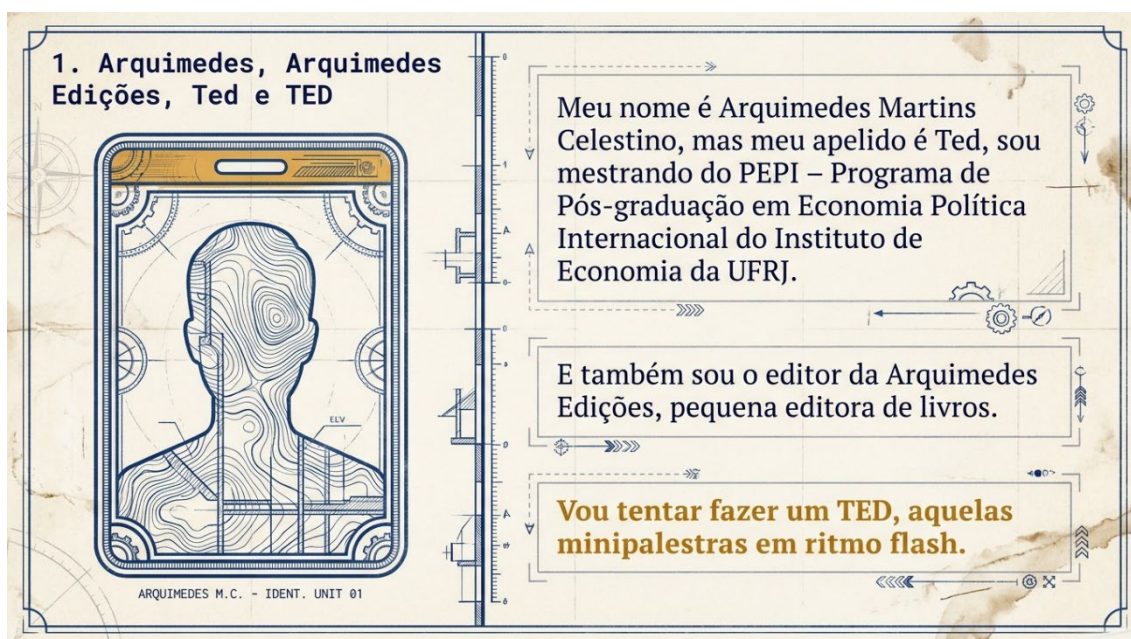 1. Arquimedes, Arquimedes
Edições, Ted e TED
ELV
ARQUIMEDES M.C. - IDENT. UNIT 01
Meu nome é Arquimedes Martins
Celestino, mas meu apelido é Ted, sou
mestrando do PEPI – Programa de
Pós-graduação em Economia Política
Internacional do Instituto de
Economia da UFRJ.
E também sou o editor da Arquimedes
Edições, pequena editora de livros.
Vou tentar fazer um TED, aquelas
minipalestras em ritmo flash.